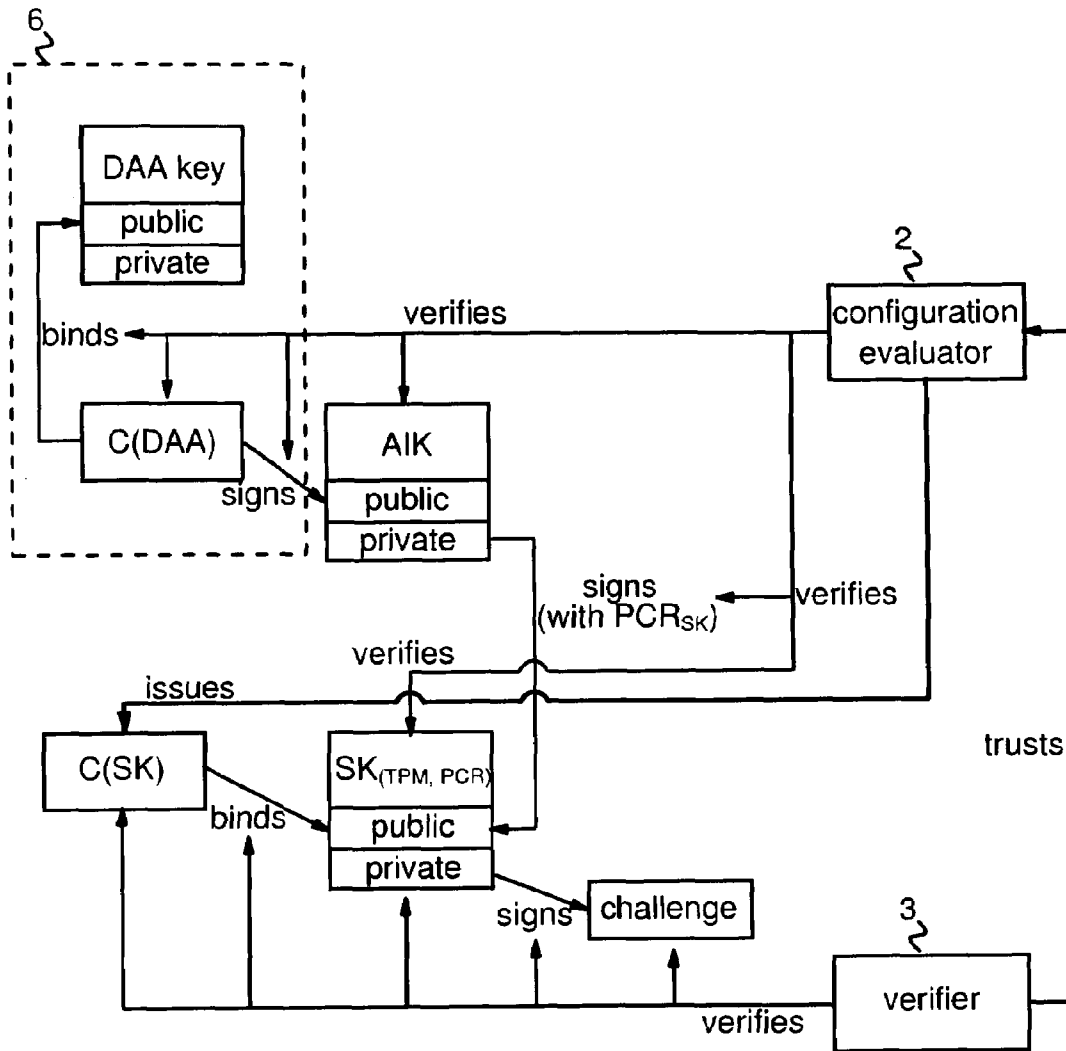 6
DAA key
public
private
2
configuration
evaluator
verifies
binds
C(DAA)
AIK
signs
public
private
signs
(with PCRSK)
verifies
verifies
issues
trusts
C(SK)
SK(TPM, PCR)
binds
public
private
challenge
signs
3
verifier
verifies